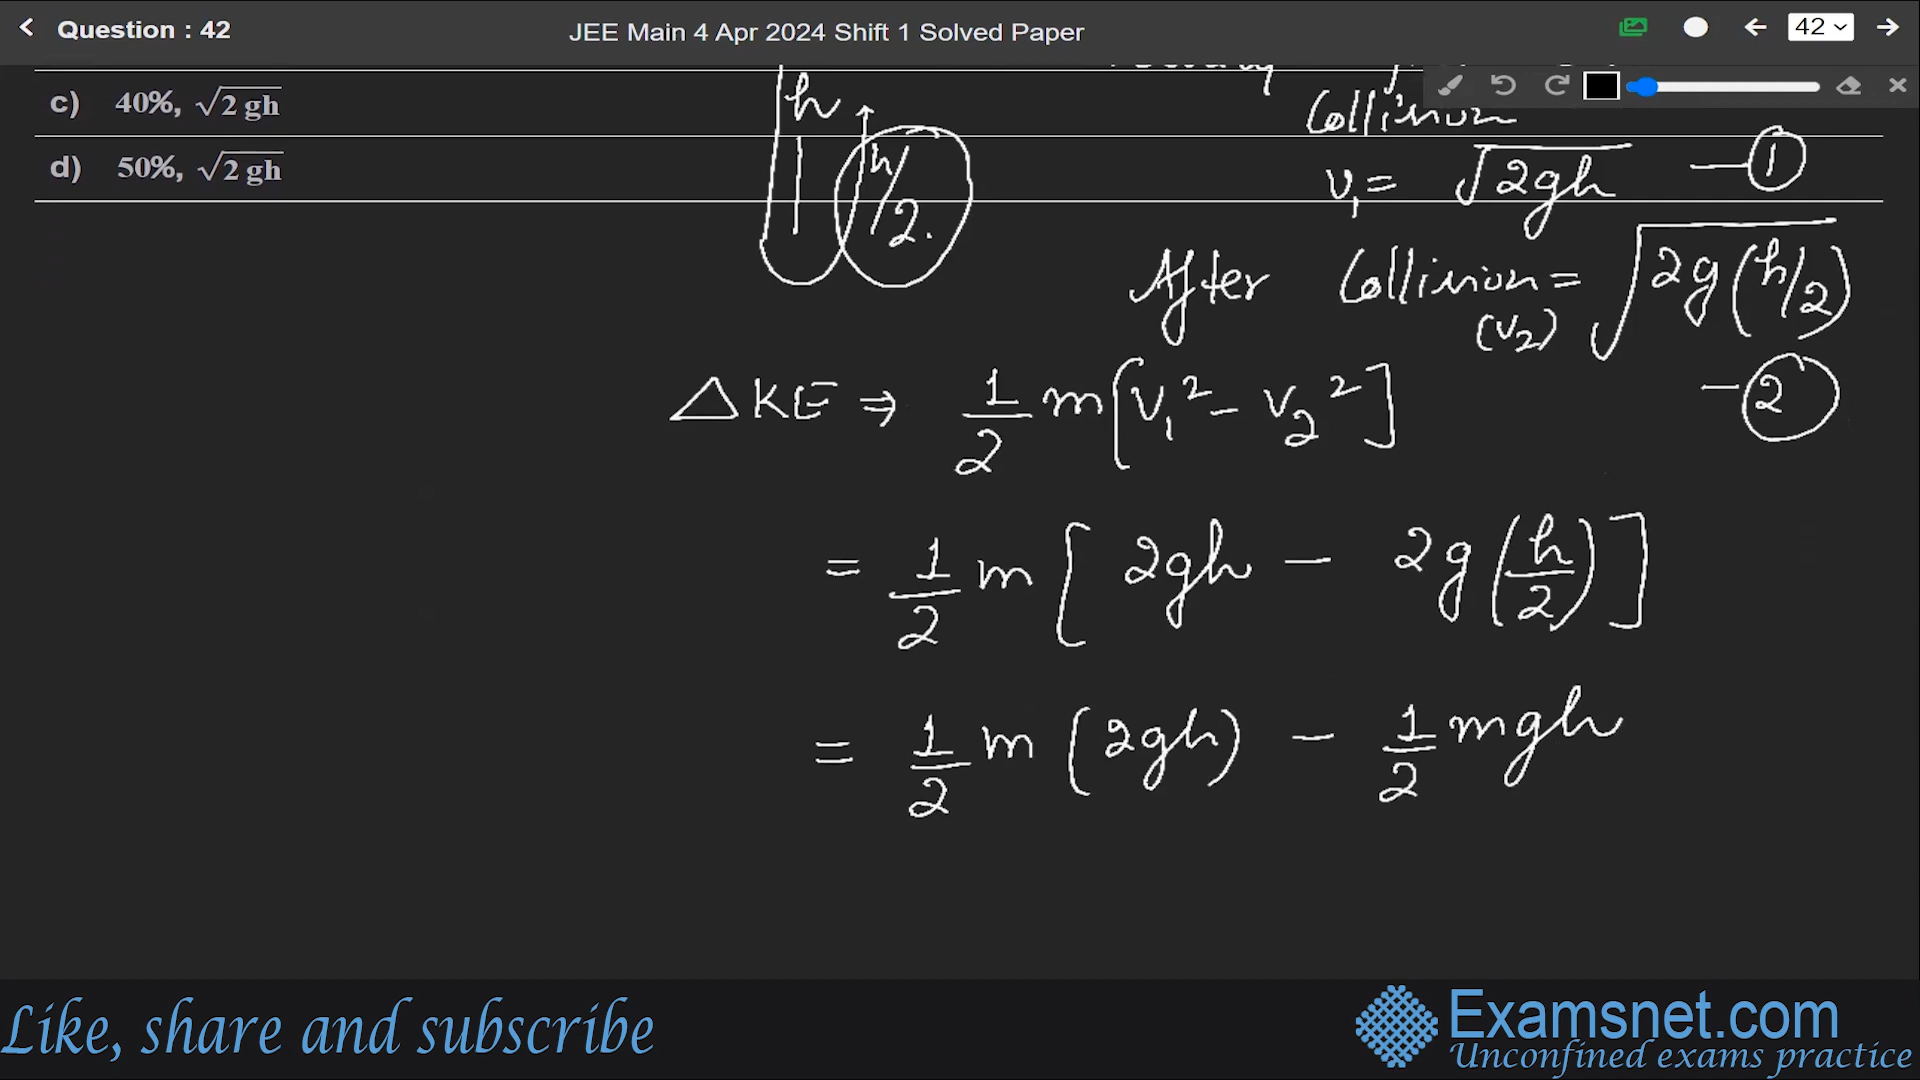 Question : 42
JEE Main 4 Apr 2024 Shift 1 Solved Paper
42
c) 40%, √2 gh
d) 50%, √2 gh
h
h/2.
Collision
v₁ = √2gh —①
After Collision = √2g(h/2)
(v₂)
–②
△KE ⇒ 1/2 m[v₁² – v₂²]
= 1/2 m [2gh – 2g(h/2)]
= 1/2 m (2gh) – 1/2 mgh
Like, share and subscribe
Examsnet.com
Unconfined exams practice